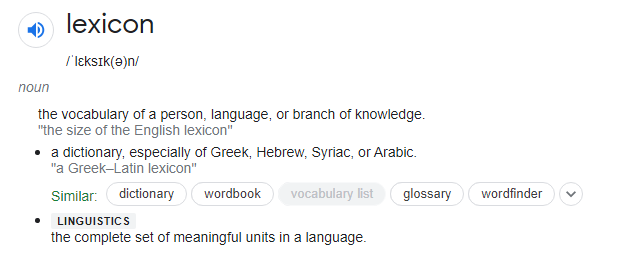 lexicon
/ˈlɛksɪk(ə)n/
noun
the vocabulary of a person, language, or branch of knowledge.
"the size of the English lexicon"
• a dictionary, especially of Greek, Hebrew, Syriac, or Arabic.
"a Greek–Latin lexicon"
Similar: dictionary wordbook vocabulary list glossary wordfinder
• LINGUISTICS
the complete set of meaningful units in a language.